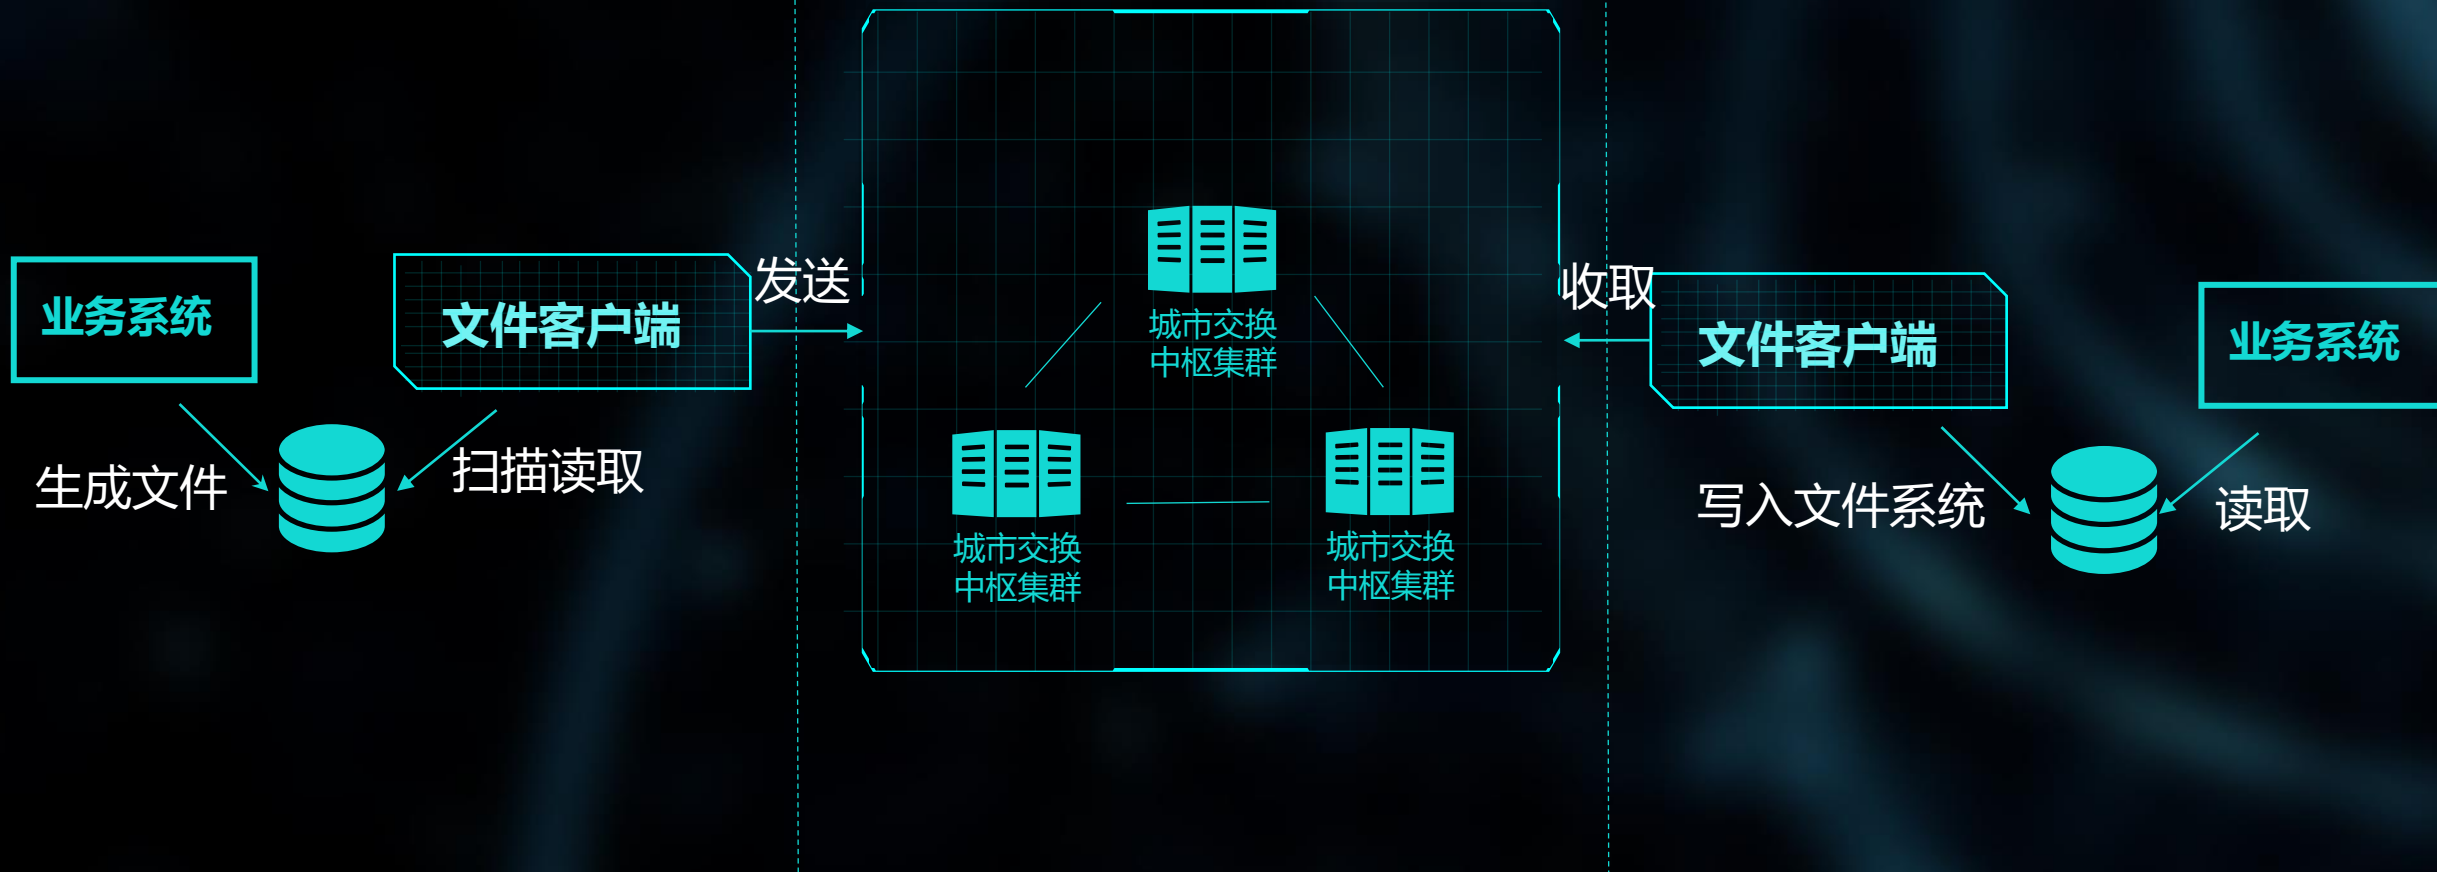 业务系统
文件客户端
生成文件
扫描读取
发送
城市交换
中枢集群
城市交换
中枢集群
城市交换
中枢集群
收取
文件客户端
业务系统
写入文件系统
读取